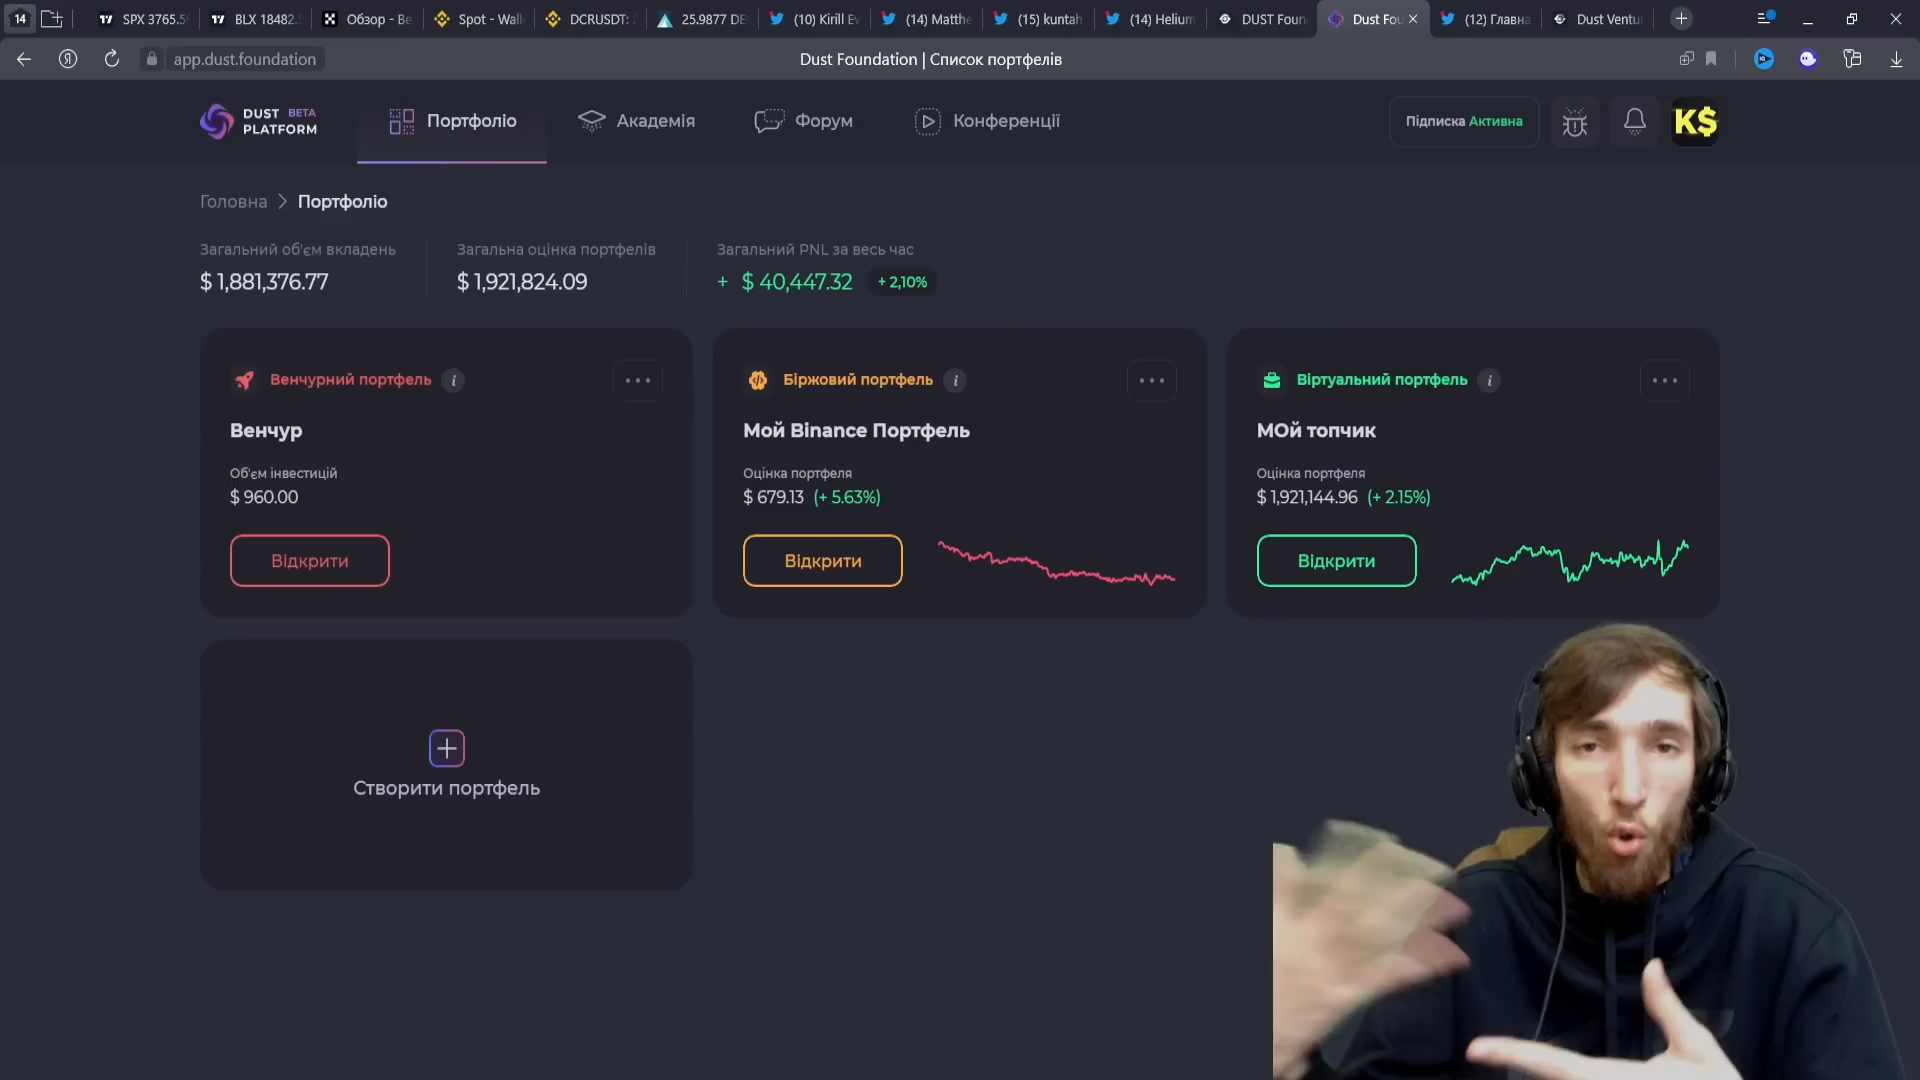 14
SPX 3765.5
BLX 18482.
Обзор - Be
Spot - Wall
DCRUSDT:
25.9877 DE
(10) Kirill Ev
(14) Matthe
(15) kuntah
(14) Helium
DUST Foun
Dust Fou
(12) Главна
Dust Ventu
app.dust.foundation
Dust Foundation | Список портфелів
DUST BETA
PLATFORM
Портфоліо
Академія
Форум
Конференції
Підписка Активна
K$
Головна > Портфоліо
Загальний об'єм вкладень
$ 1,881,376.77
Загальна оцінка портфелів
$ 1,921,824.09
Загальний PNL за весь час
+ $ 40,447.32 + 2,10%
Венчурний портфель i
Венчур
Об'єм інвестицій
$ 960.00
Відкрити
Біржовий портфель i
Мой Binance Портфель
Оцінка портфеля
$ 679.13 (+ 5.63%)
Відкрити
Віртуальний портфель i
МОй топчик
Оцінка портфеля
$ 1,921,144.96 (+ 2.15%)
Відкрити
Створити портфель